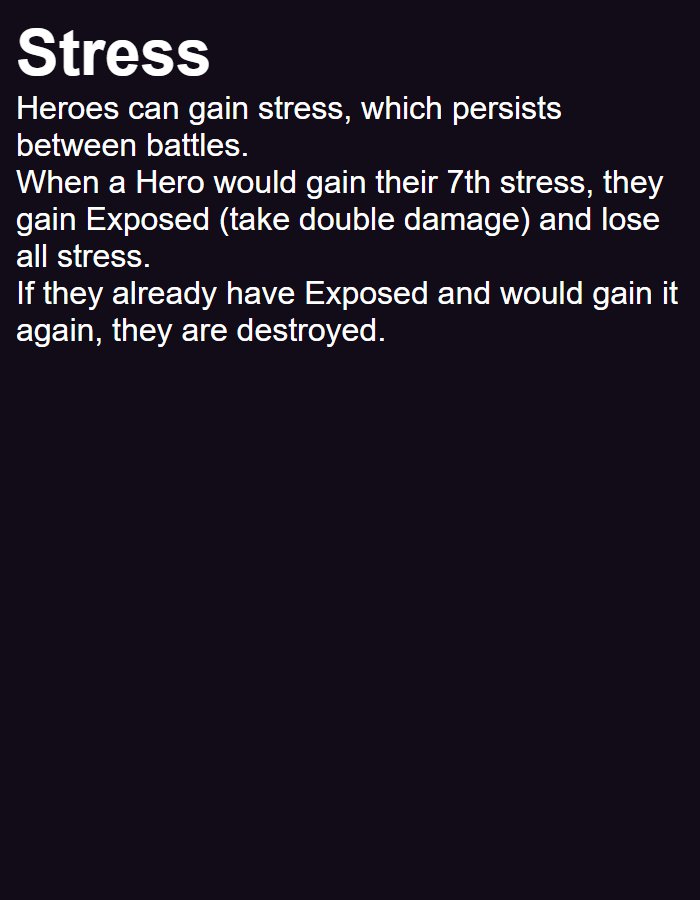 Stress
Heroes can gain stress, which persists
between battles.
When a Hero would gain their 7th stress, they
gain Exposed (take double damage) and lose
all stress.
If they already have Exposed and would gain it
again, they are destroyed.